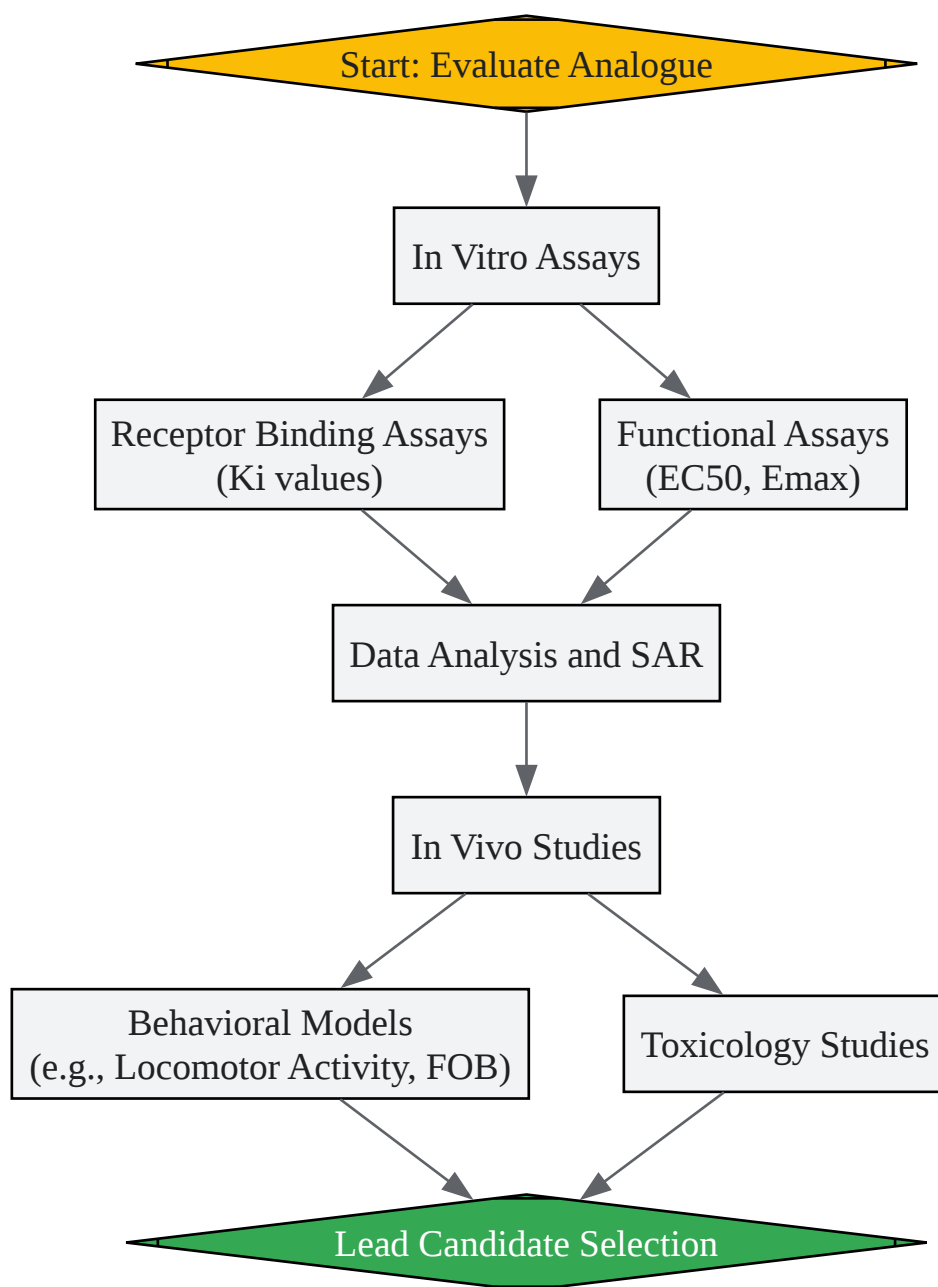 Start: Evaluate Analogue
In Vitro Assays
Receptor Binding Assays
(Ki values)
Functional Assays
(EC50, Emax)
Data Analysis and SAR
In Vivo Studies
Behavioral Models
(e.g., Locomotor Activity, FOB)
Toxicology Studies
Lead Candidate Selection